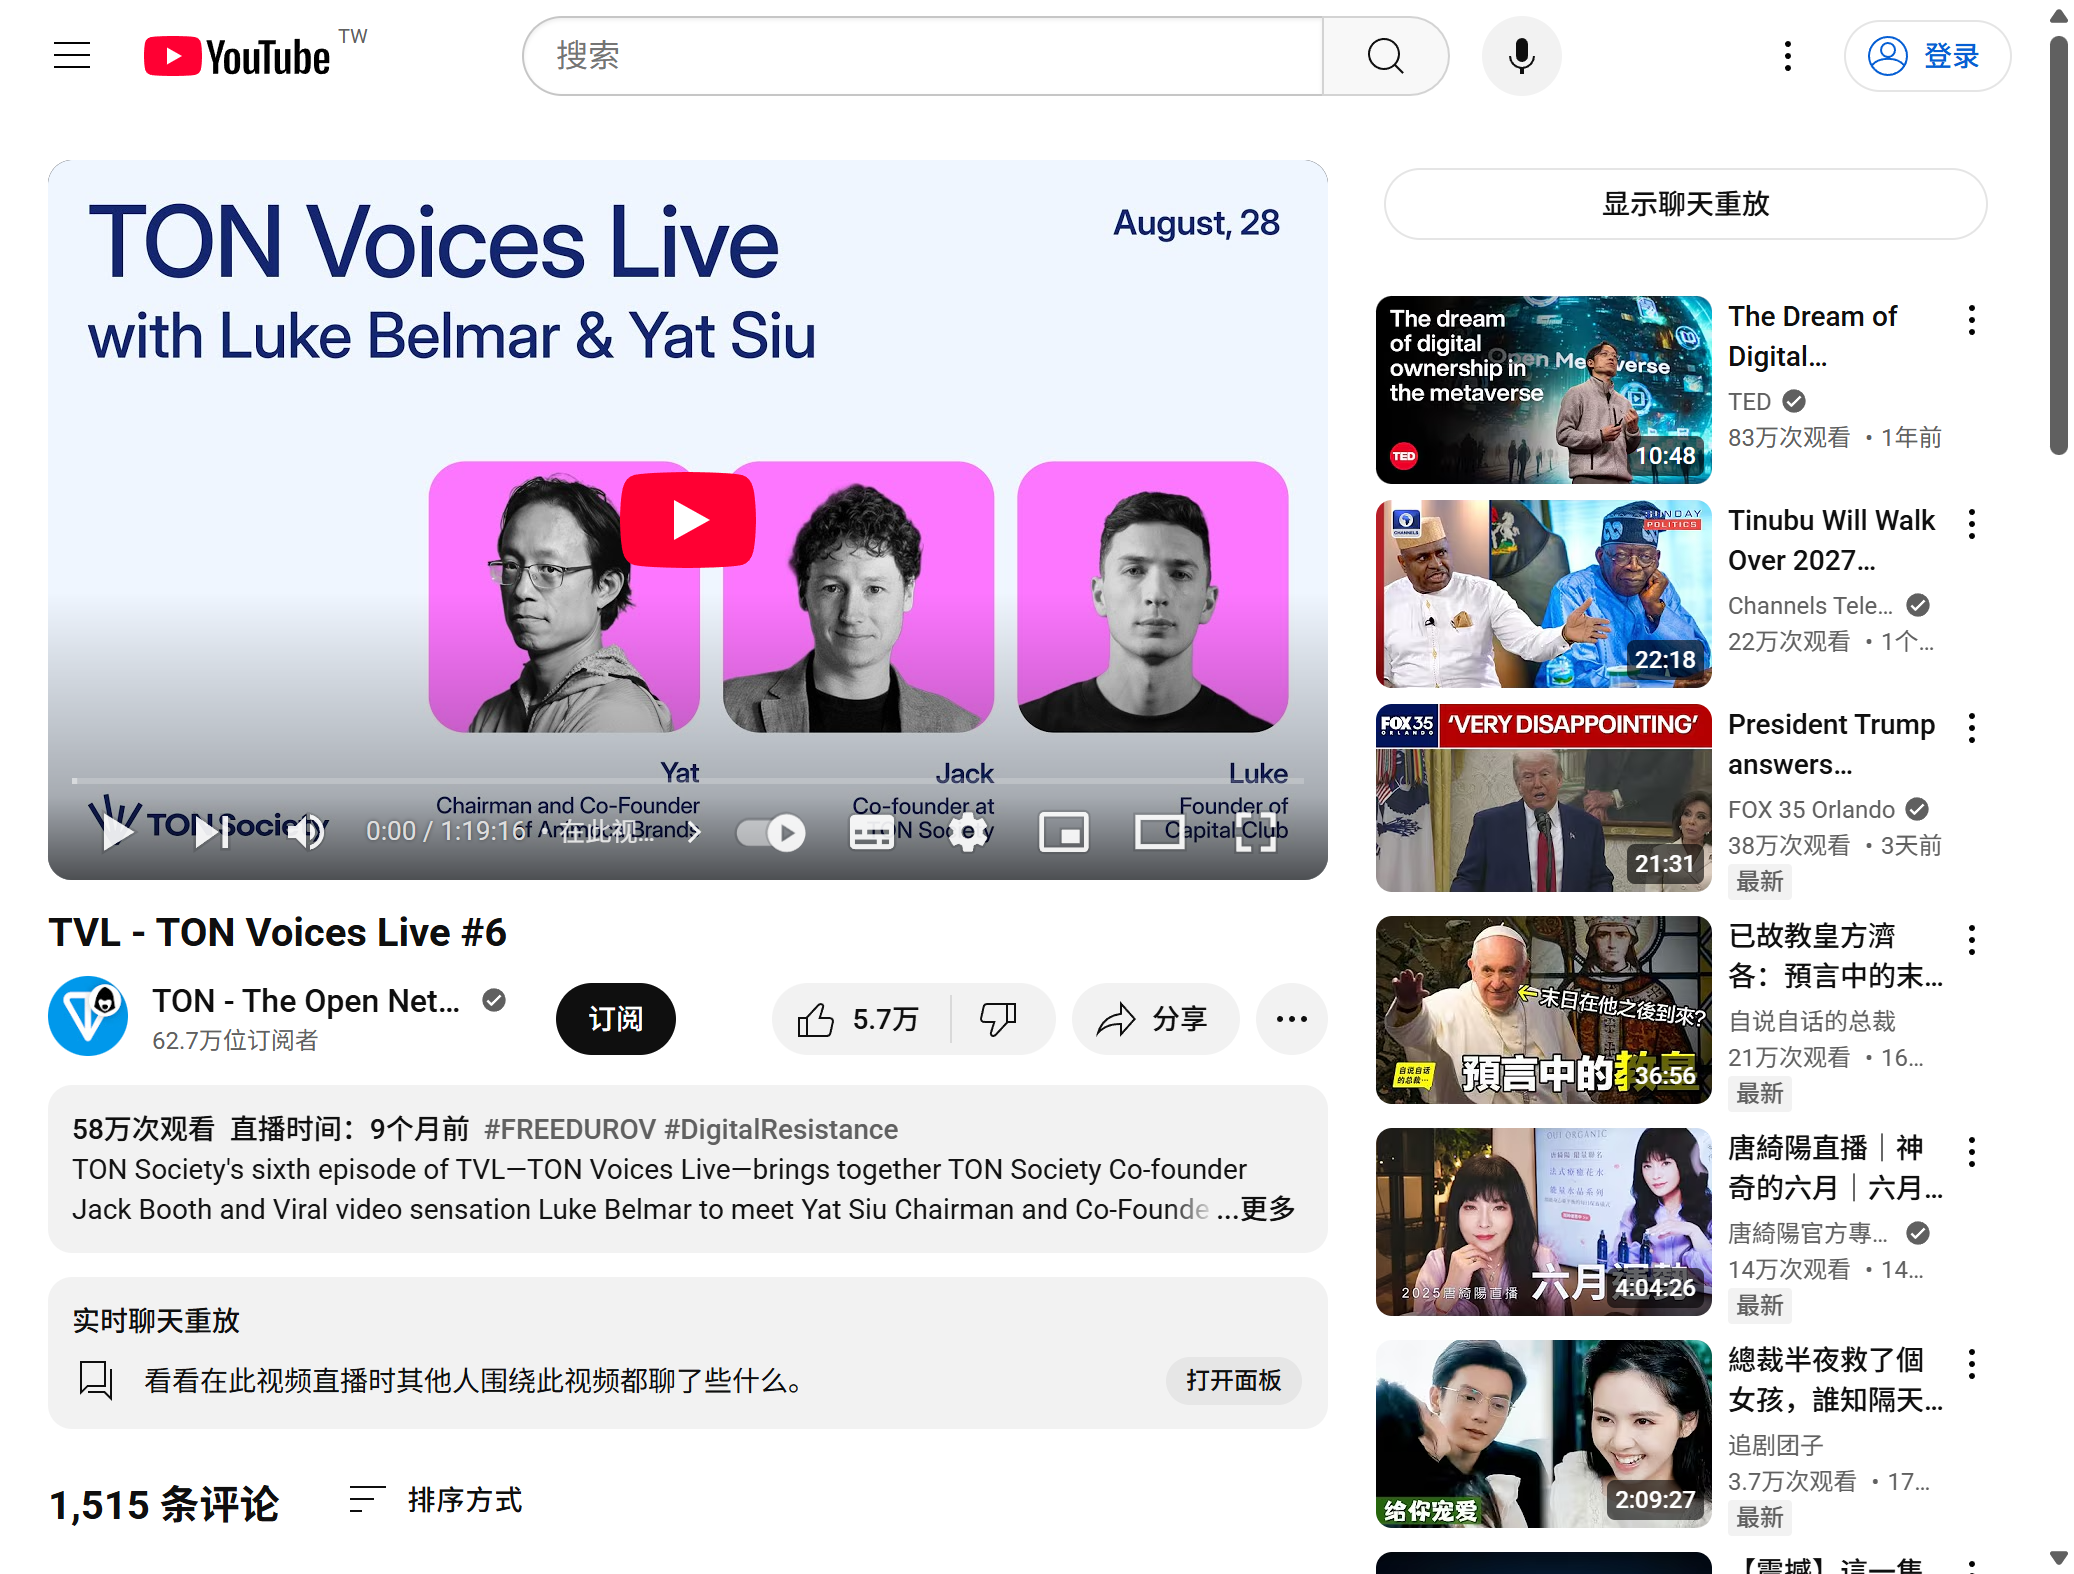 YouTube TW
搜索
登录
TON Voices Live
August, 28
with Luke Belmar & Yat Siu
Yat
Chairman and Co-Founder
of Animoca Brands
Jack
Co-founder at
TON Society
Luke
Founder of
Capital Club
TON Society
0:00 / 1:19:16 • 在此视...
TVL - TON Voices Live #6
TON - The Open Net...
62.7万位订阅者
订阅
5.7万
分享
58万次观看 直播时间：9个月前 #FREEDUROV #DigitalResistance
TON Society's sixth episode of TVL—TON Voices Live—brings together TON Society Co-founder
Jack Booth and Viral video sensation Luke Belmar to meet Yat Siu Chairman and Co-Founde ...更多
实时聊天重放
看看在此视频直播时其他人围绕此视频都聊了些什么。
打开面板
1,515 条评论
排序方式
显示聊天重放
The dream
of digital
ownership in
the metaverse
Open Metaverse
TED
10:48
The Dream of
Digital...
TED
83万次观看 • 1年前
CHANNELS
SUNDAY
POLITICS
22:18
Tinubu Will Walk
Over 2027...
Channels Tele...
22万次观看 • 1个...
FOX 35
ORLANDO
‘VERY DISAPPOINTING’
21:31
President Trump
answers...
FOX 35 Orlando
38万次观看 • 3天前
最新
末日在他之後到來？
自说自话
的总裁...
預言中的教皇
36:56
已故教皇方濟
各：預言中的末...
自说自话的总裁
21万次观看 • 16...
最新
OUI ORGANIC
2025唐綺陽直播
六月運勢
4:04:26
唐綺陽直播｜神
奇的六月｜六月...
唐綺陽官方專...
14万次观看 • 14...
最新
给你宠爱
2:09:27
總裁半夜救了個
女孩，誰知隔天...
追剧团子
3.7万次观看 • 17...
最新
【震撼】這一集